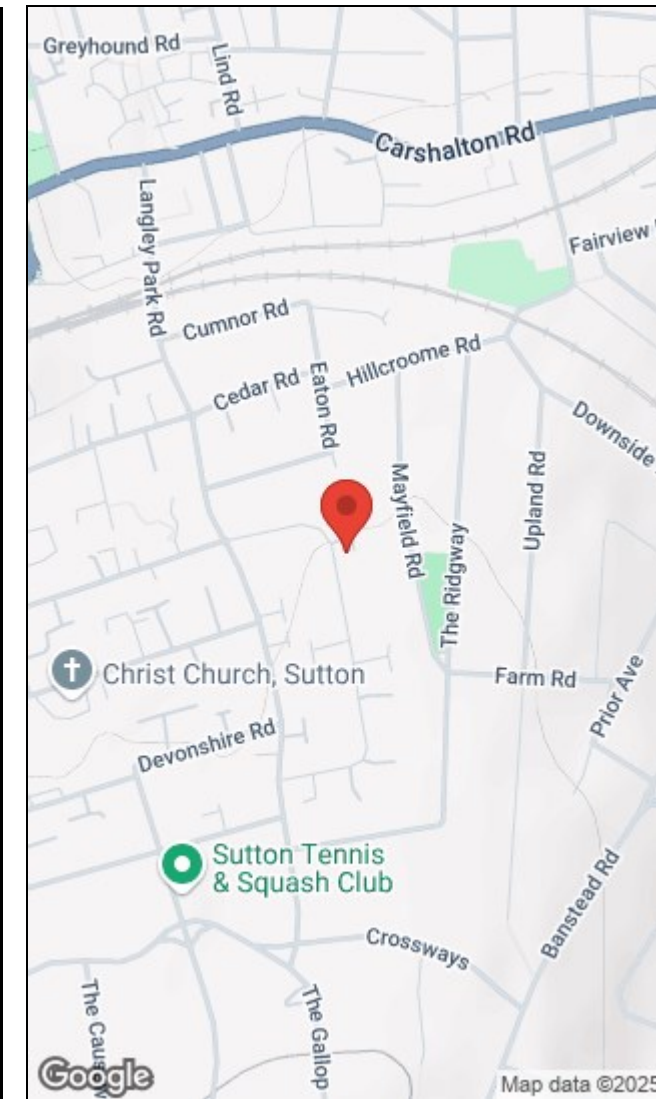 Greyhound Rd
Lind Rd
Carshalton Rd
Langley Park Rd
Fairview
Cumnor Rd
Eaton Rd
Hillcroome Rd
Cedar Rd
Downside
Mayfield Rd
Upland Rd
The Ridgway
Christ Church, Sutton
Farm Rd
Prior Ave
Devonshire Rd
Sutton Tennis
& Squash Club
Banstead Rd
Crossways
The Gallop
Google
Map data ©2025